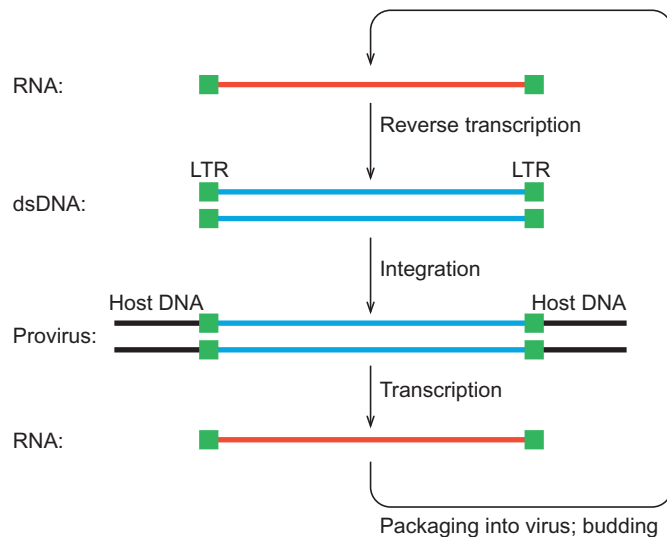 RNA:
Reverse transcription
LTR LTR
dsDNA:
Integration
Host DNA Host DNA
Provirus:
Transcription
RNA:
Packaging into virus; budding